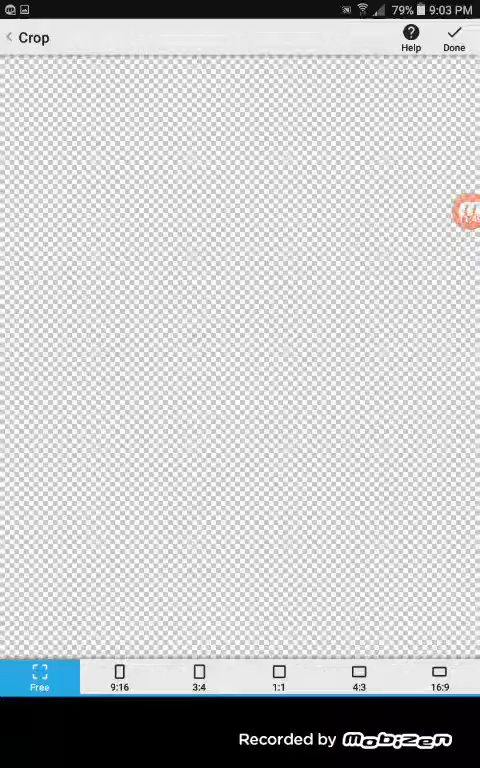 79% 9:03 PM
Crop
Help Done
Free 9:16 3:4 1:1 4:3 16:9
Recorded by Mobizen